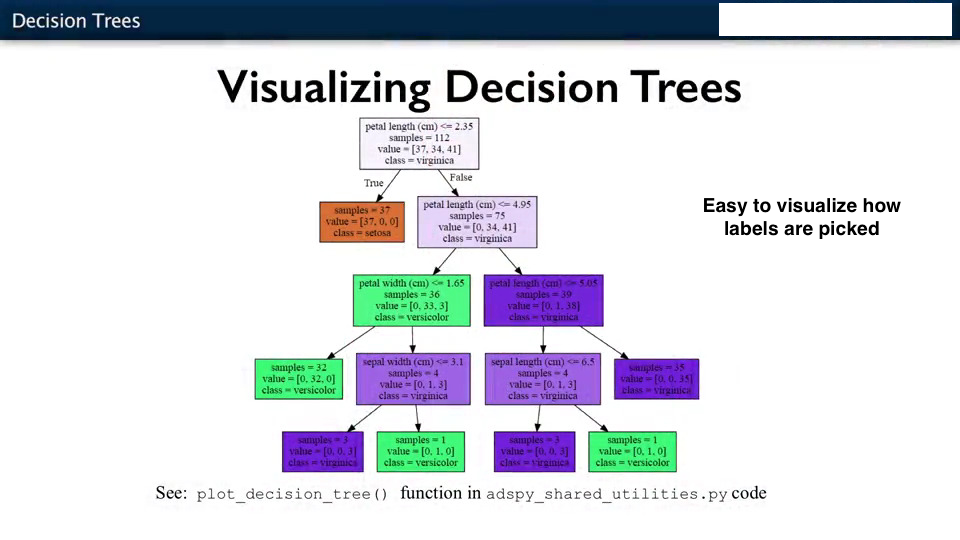 Decision Trees
Visualizing Decision Trees
petal length (cm) <= 2.35
samples = 112
value = [37, 34, 41]
class = virginica
True
False
samples = 37
value = [37, 0, 0]
class = setosa
petal length (cm) <= 4.95
samples = 75
value = [0, 34, 41]
class = virginica
Easy to visualize how
labels are picked
petal width (cm) <= 1.65
samples = 36
value = [0, 33, 3]
class = versicolor
petal length (cm) <= 5.05
samples = 39
value = [0, 1, 38]
class = virginica
samples = 32
value = [0, 32, 0]
class = versicolor
sepal width (cm) <= 3.1
samples = 4
value = [0, 1, 3]
class = virginica
sepal length (cm) <= 6.5
samples = 4
value = [0, 1, 3]
class = virginica
samples = 35
value = [0, 0, 35]
class = virginica
samples = 3
value = [0, 0, 3]
class = virginica
samples = 1
value = [0, 1, 0]
class = versicolor
samples = 3
value = [0, 0, 3]
class = virginica
samples = 1
value = [0, 1, 0]
class = versicolor
See: plot_decision_tree() function in adspy_shared_utilities.py code